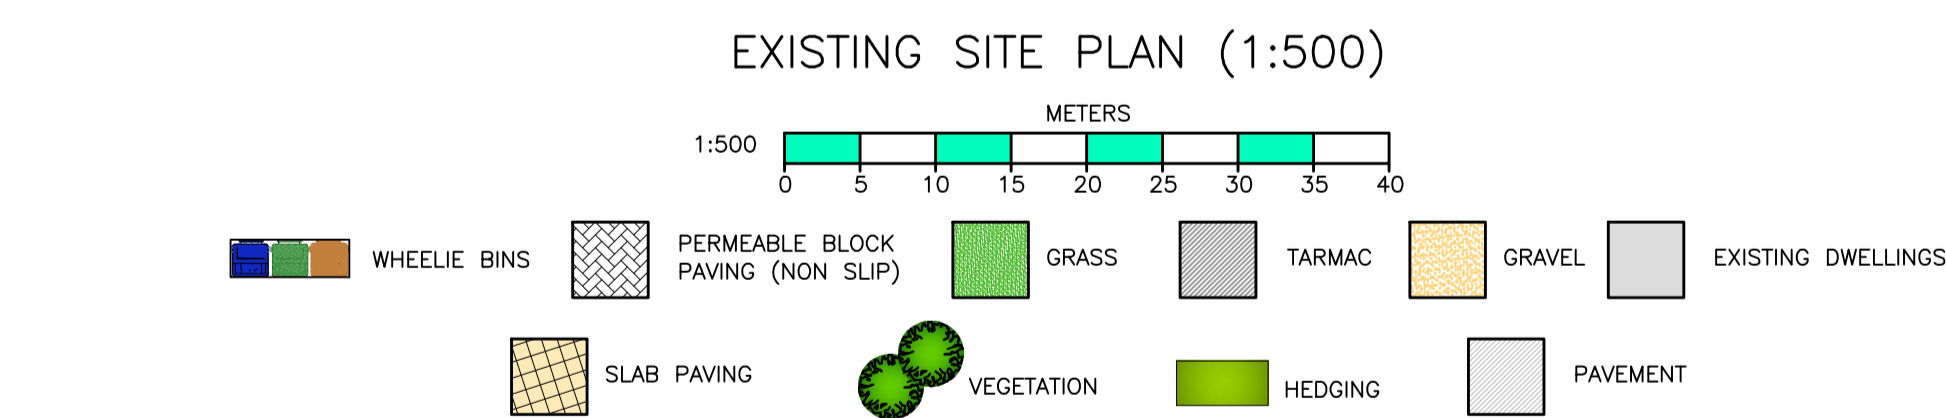 EXISTING SITE PLAN (1:500)
METERS
1:500
0 5 10 15 20 25 30 35 40
WHEELIE BINS
PERMEABLE BLOCK
PAVING (NON SLIP)
GRASS
TARMAC
GRAVEL
EXISTING DWELLINGS
SLAB PAVING
VEGETATION
HEDGING
PAVEMENT